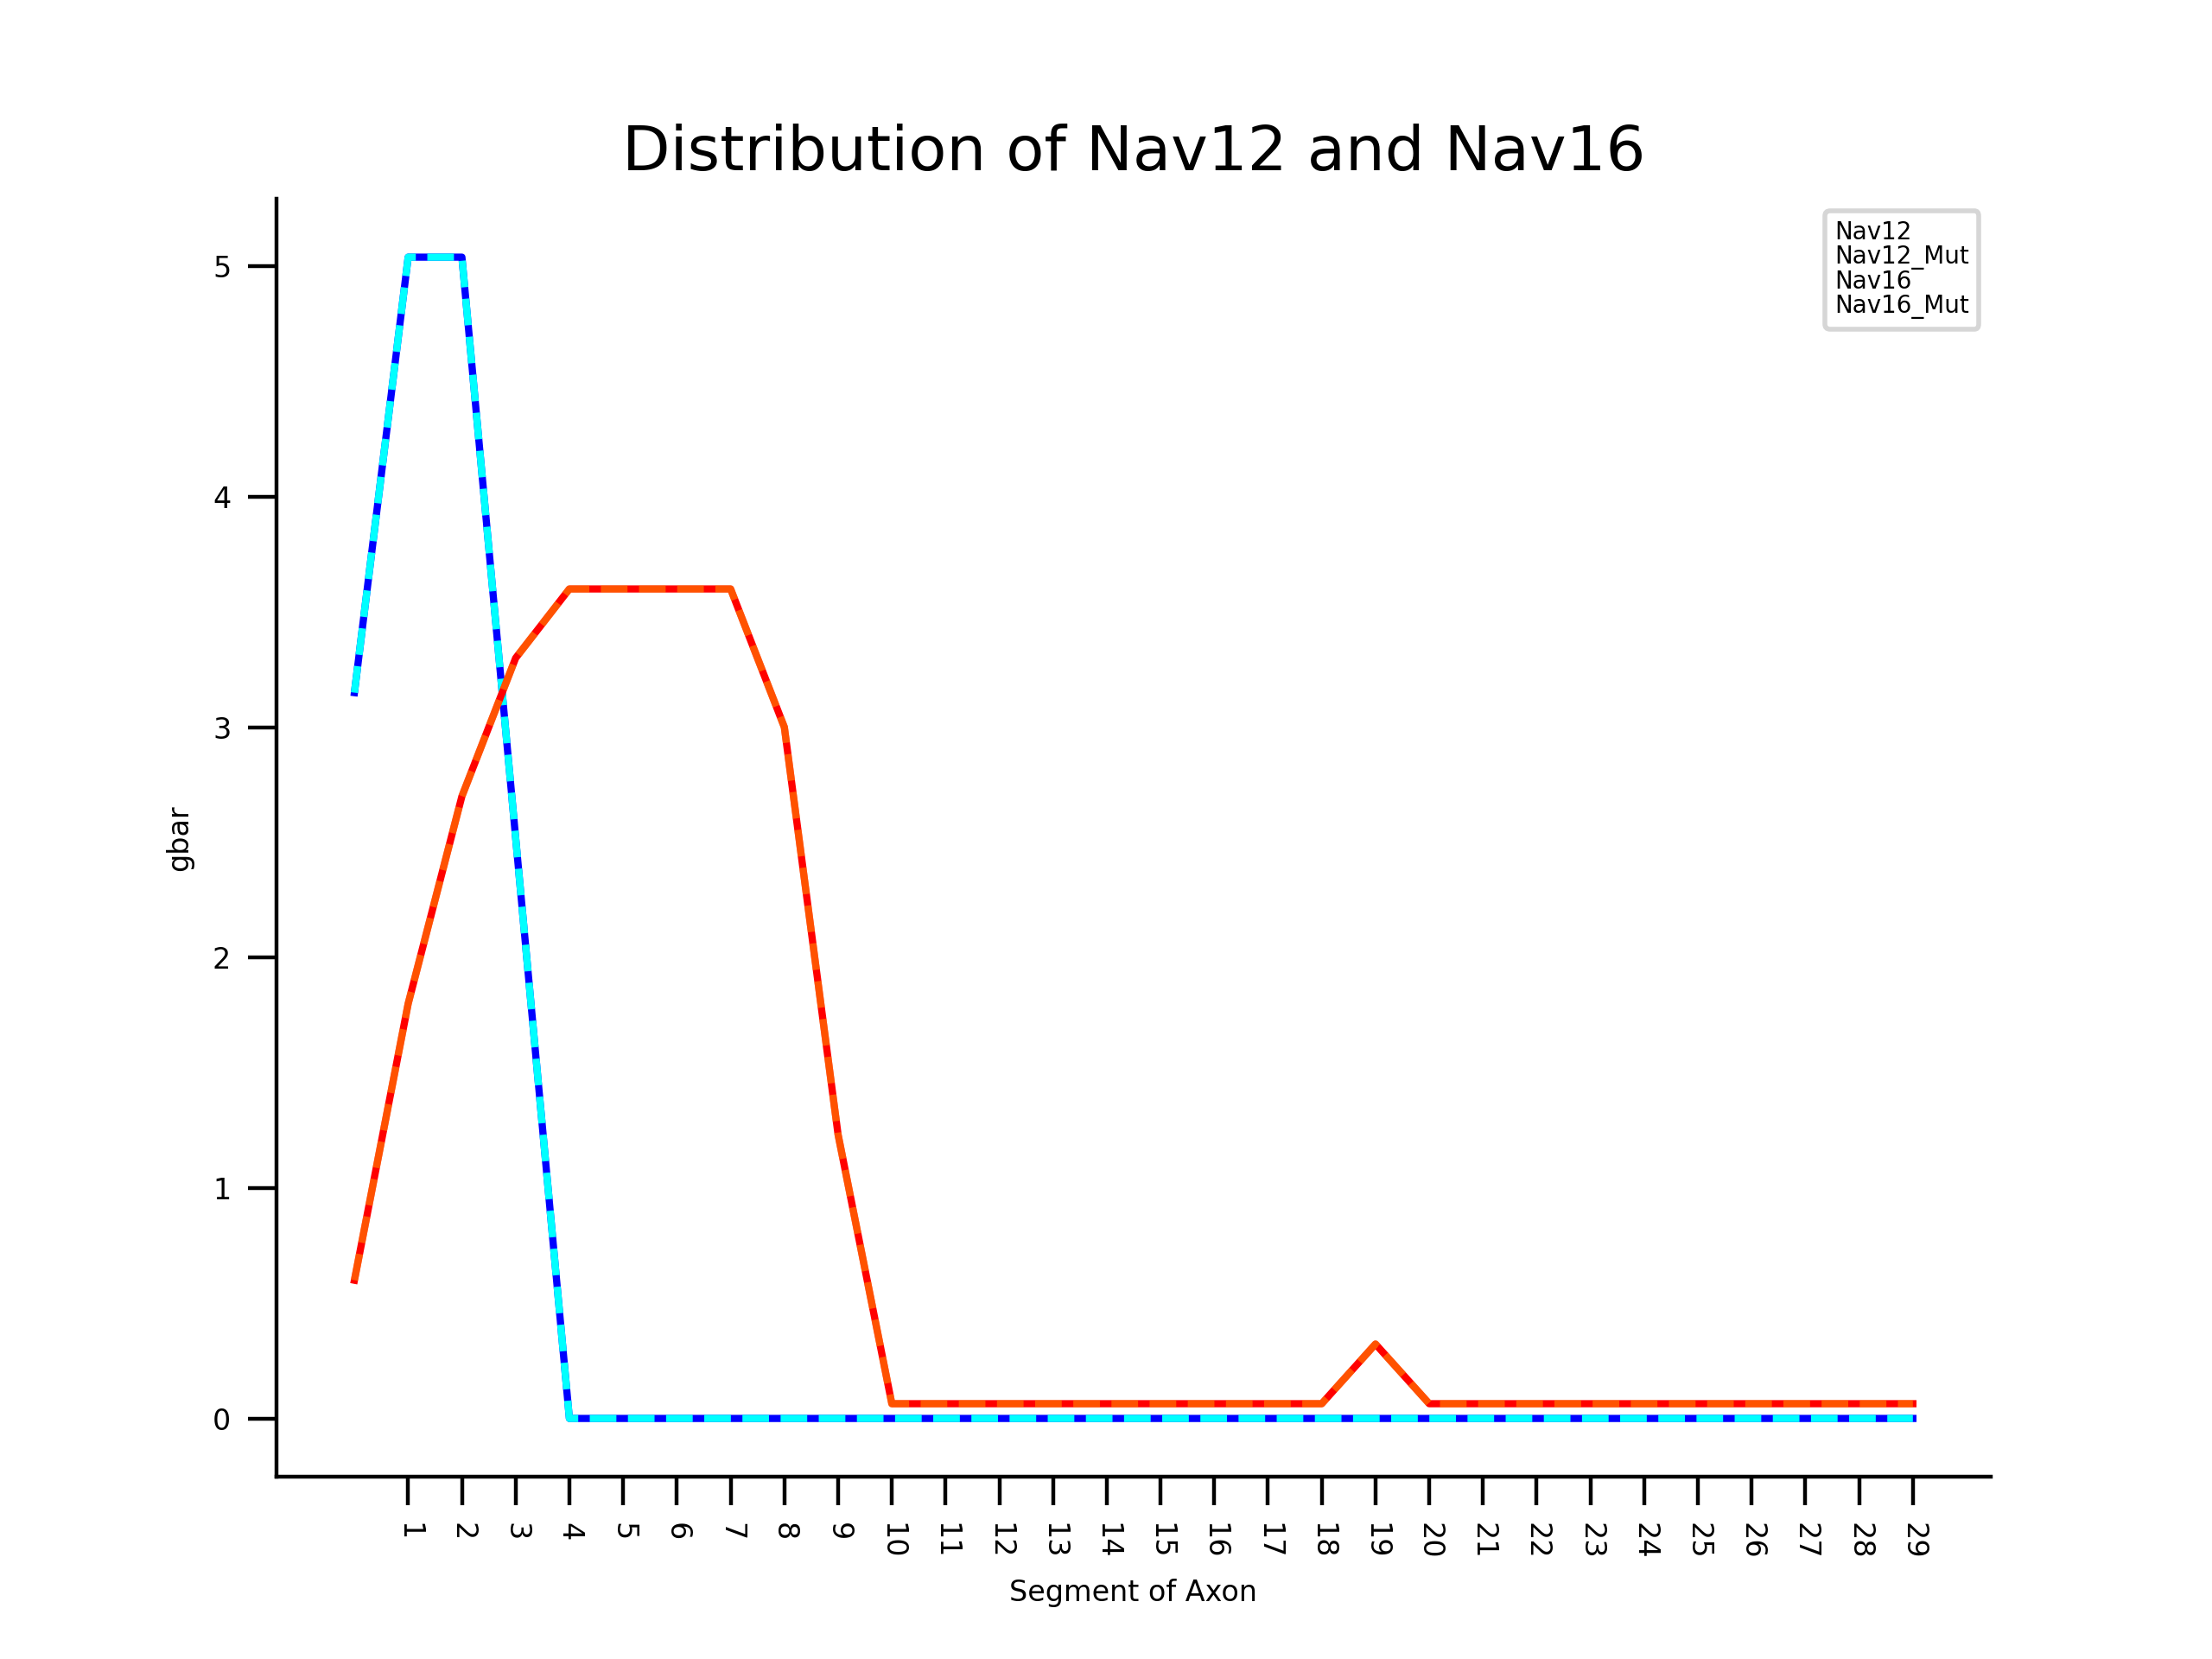 Distribution of Nav12 and Nav16
Nav12
Nav12_Mut
Nav16
Nav16_Mut
5
4
3
2
1
0
gbar
1 2 3 4 5 6 7 8 9 10 11 12 13 14 15 16 17 18 19 20 21 22 23 24 25 26 27 28 29
Segment of Axon